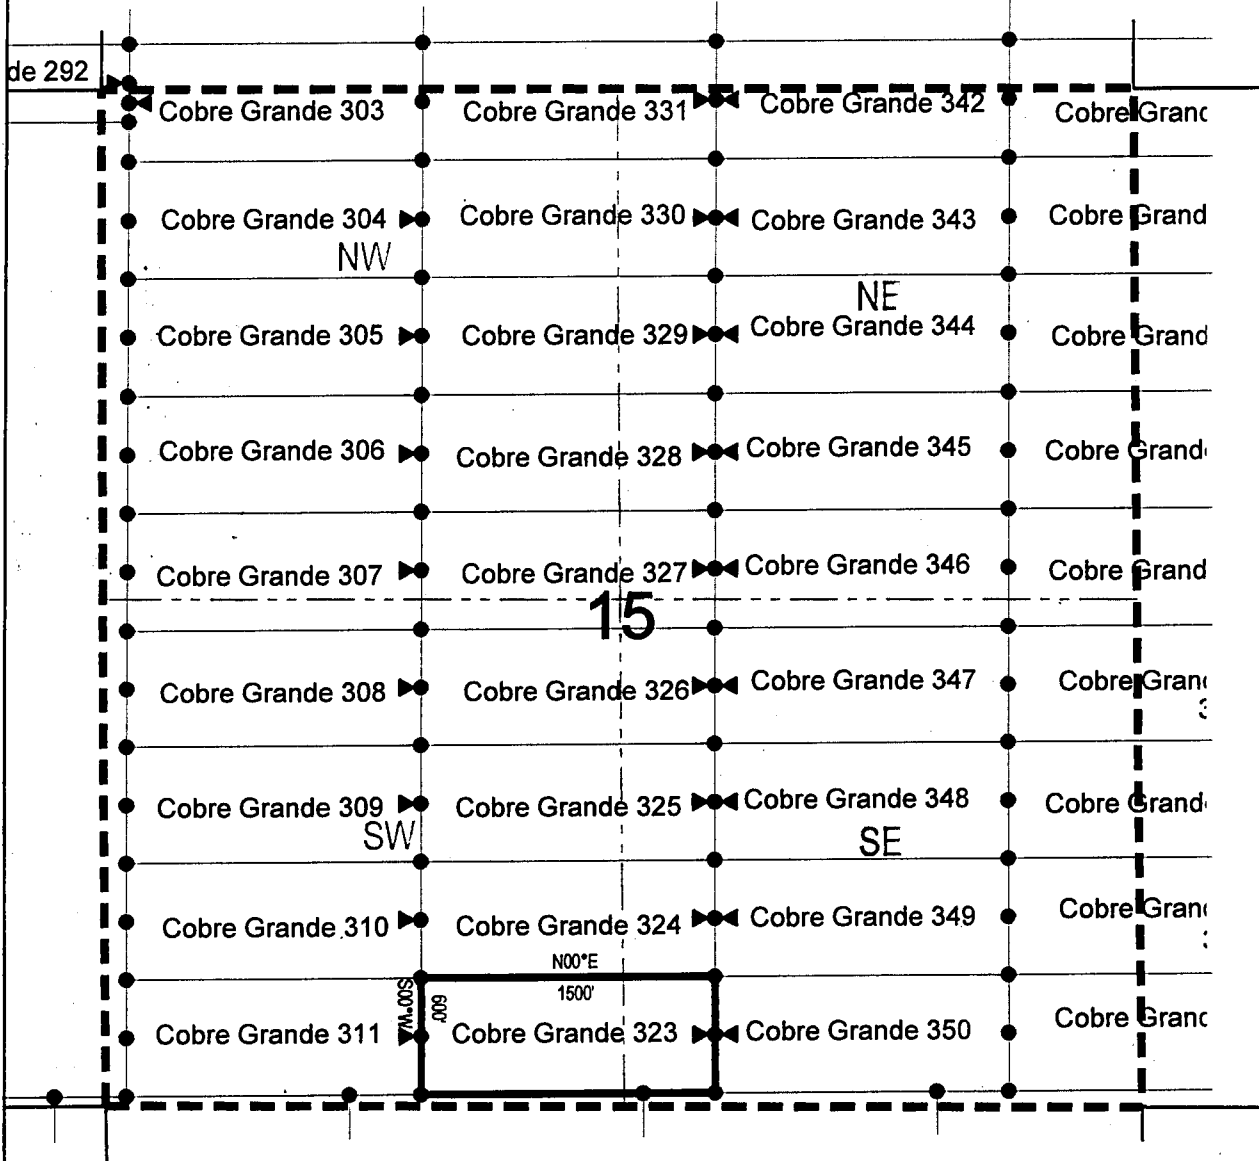 de 292
Cobre Grande 303 Cobre Grande 331 Cobre Grande 342 Cobre Granc
Cobre Grande 304 Cobre Grande 330 Cobre Grande 343 Cobre Grand
NW
NE
Cobre Grande 305 Cobre Grande 329 Cobre Grande 344 Cobre Grand
Cobre Grande 306 Cobre Grande 328 Cobre Grande 345 Cobre Grand
Cobre Grande 307 Cobre Grande 327 Cobre Grande 346 Cobre Grand
15
Cobre Grande 308 Cobre Grande 326 Cobre Grande 347 Cobre Gran
Cobre Grande 309 Cobre Grande 325 Cobre Grande 348 Cobre Grand
SW
SE
Cobre Grande 310 Cobre Grande 324 Cobre Grande 349 Cobre Gran
N00°E
1500'
S00°W
600'
Cobre Grande 311 Cobre Grande 323 Cobre Grande 350 Cobre Granc